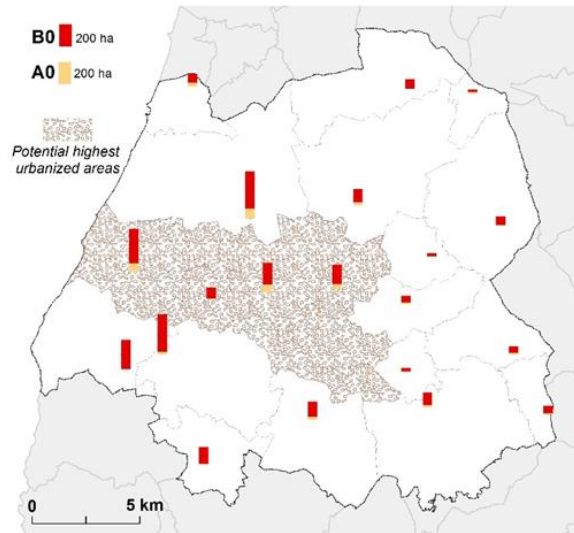 B0 200 ha
A0 200 ha
Potential highest
urbanized areas
0 5 km